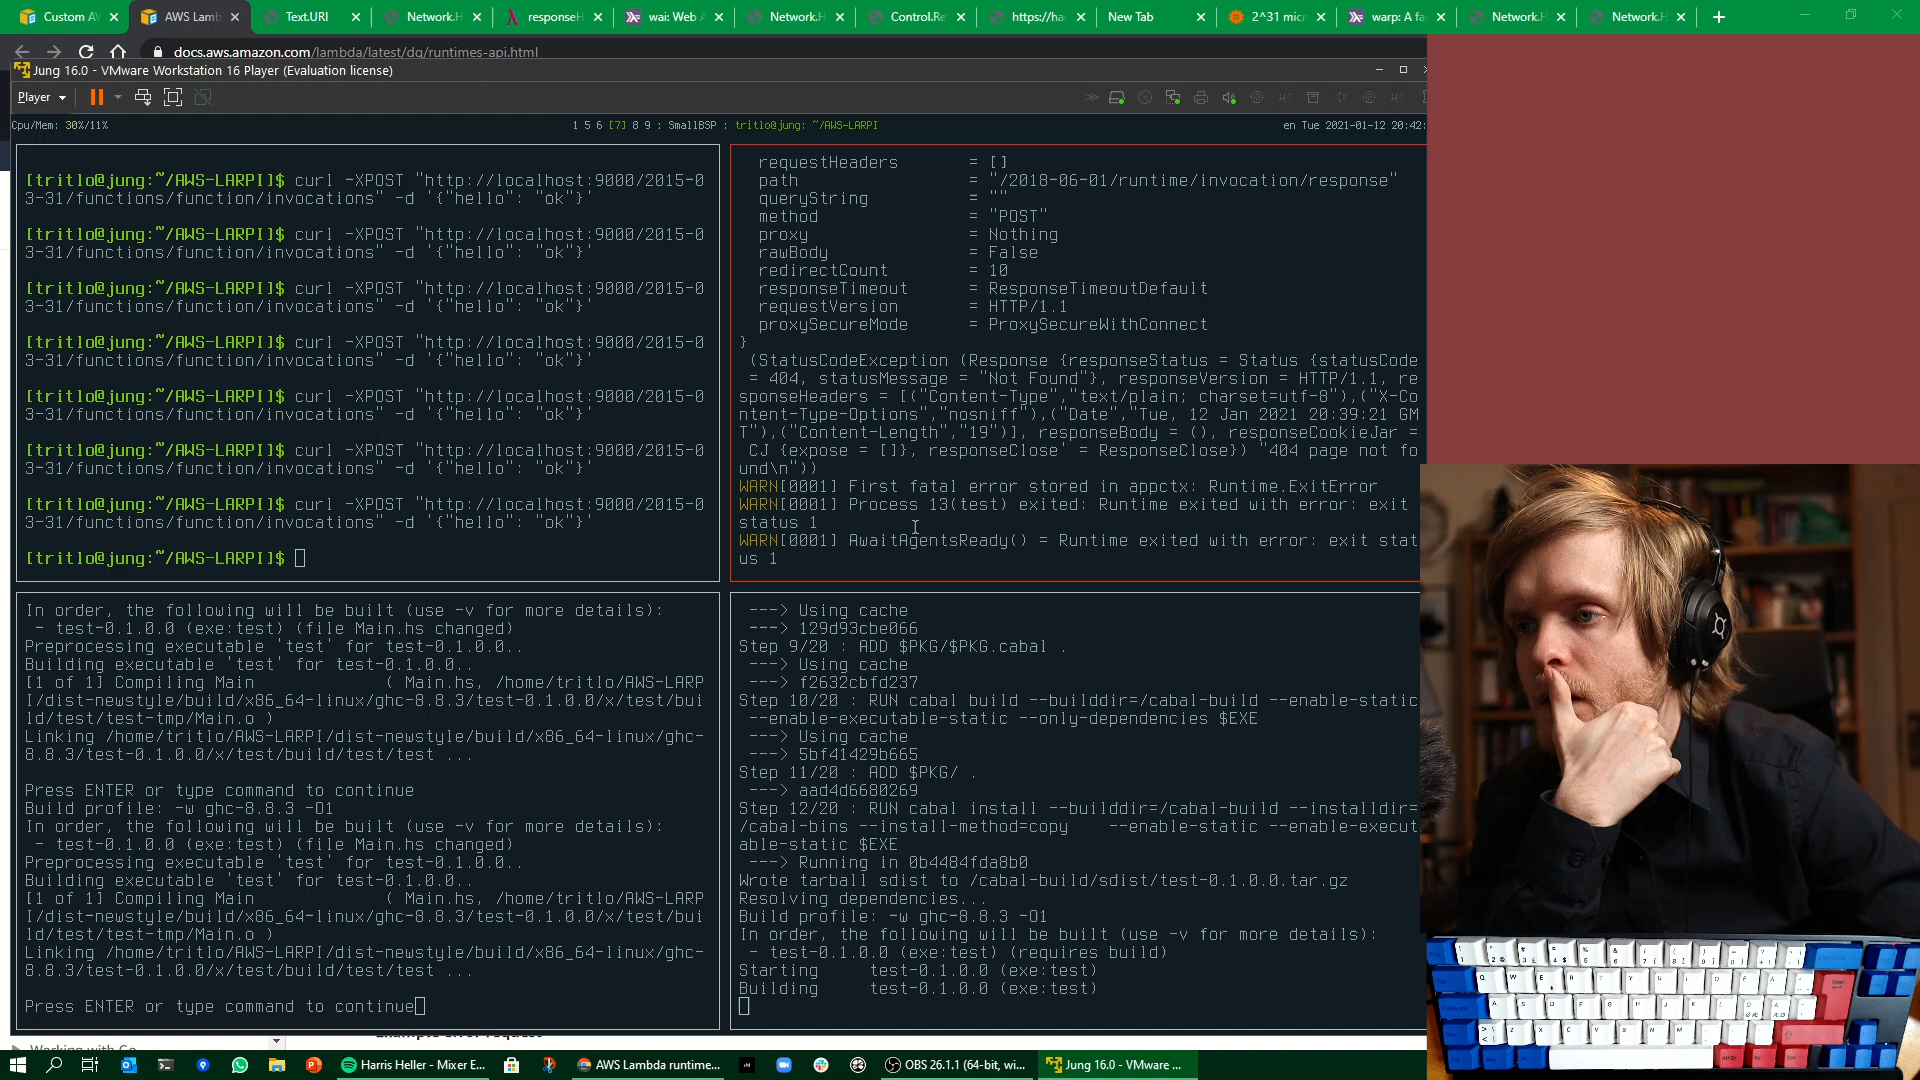 Custom AV
AWS Lamb
Text.URI
Network.H
responseH
wai: Web A
Network.H
Control.Re
https://ha
New Tab
2^31 micr
warp: A fa
Network.H
Network.H
docs.aws.amazon.com/lambda/latest/dg/runtimes-api.html
Jung 16.0 - VMware Workstation 16 Player (Evaluation license)
Player
Cpu/Mem: 30%/11%
1 5 6 [7] 8 9 : SmallBSP : tritlo@jung: ~/AWS-LARPI
en Tue 2021-01-12 20:42:
[tritlo@jung:~/AWS-LARPI]$ curl -XPOST "http://localhost:9000/2015-0
3-31/functions/function/invocations" -d '{"hello": "ok"}'
[tritlo@jung:~/AWS-LARPI]$ curl -XPOST "http://localhost:9000/2015-0
3-31/functions/function/invocations" -d '{"hello": "ok"}'
[tritlo@jung:~/AWS-LARPI]$ curl -XPOST "http://localhost:9000/2015-0
3-31/functions/function/invocations" -d '{"hello": "ok"}'
[tritlo@jung:~/AWS-LARPI]$ curl -XPOST "http://localhost:9000/2015-0
3-31/functions/function/invocations" -d '{"hello": "ok"}'
[tritlo@jung:~/AWS-LARPI]$ curl -XPOST "http://localhost:9000/2015-0
3-31/functions/function/invocations" -d '{"hello": "ok"}'
[tritlo@jung:~/AWS-LARPI]$ curl -XPOST "http://localhost:9000/2015-0
3-31/functions/function/invocations" -d '{"hello": "ok"}'
[tritlo@jung:~/AWS-LARPI]$ curl -XPOST "http://localhost:9000/2015-0
3-31/functions/function/invocations" -d '{"hello": "ok"}'
[tritlo@jung:~/AWS-LARPI]$
requestHeaders = []
path = "/2018-06-01/runtime/invocation/response"
queryString = ""
method = "POST"
proxy = Nothing
rawBody = False
redirectCount = 10
responseTimeout = ResponseTimeoutDefault
requestVersion = HTTP/1.1
proxySecureMode = ProxySecureWithConnect
}
(StatusCodeException (Response {responseStatus = Status {statusCode
= 404, statusMessage = "Not Found"}, responseVersion = HTTP/1.1, re
sponseHeaders = [("Content-Type","text/plain; charset=utf-8"),("X-Co
ntent-Type-Options","nosniff"),("Date","Tue, 12 Jan 2021 20:39:21 GM
T"),("Content-Length","19")], responseBody = (), responseCookieJar =
CJ {expose = []}, responseClose' = ResponseClose}) "404 page not fo
und\n"))
WARN[0001] First fatal error stored in appctx: Runtime.ExitError
WARN[0001] Process 13(test) exited: Runtime exited with error: exit
status 1
WARN[0001] AwaitAgentsReady() = Runtime exited with error: exit stat
us 1
In order, the following will be built (use -v for more details):
- test-0.1.0.0 (exe:test) (file Main.hs changed)
Preprocessing executable 'test' for test-0.1.0.0..
Building executable 'test' for test-0.1.0.0..
[1 of 1] Compiling Main ( Main.hs, /home/tritlo/AWS-LARP
I/dist-newstyle/build/x86_64-linux/ghc-8.8.3/test-0.1.0.0/x/test/bui
ld/test/test-tmp/Main.o )
Linking /home/tritlo/AWS-LARPI/dist-newstyle/build/x86_64-linux/ghc-
8.8.3/test-0.1.0.0/x/test/build/test/test ...
Press ENTER or type command to continue
Build profile: -w ghc-8.8.3 -O1
In order, the following will be built (use -v for more details):
- test-0.1.0.0 (exe:test) (file Main.hs changed)
Preprocessing executable 'test' for test-0.1.0.0..
Building executable 'test' for test-0.1.0.0..
[1 of 1] Compiling Main ( Main.hs, /home/tritlo/AWS-LARP
I/dist-newstyle/build/x86_64-linux/ghc-8.8.3/test-0.1.0.0/x/test/bui
ld/test/test-tmp/Main.o )
Linking /home/tritlo/AWS-LARPI/dist-newstyle/build/x86_64-linux/ghc-
8.8.3/test-0.1.0.0/x/test/build/test/test ...
Press ENTER or type command to continue
---> Using cache
---> 129d93cbe066
Step 9/20 : ADD $PKG/$PKG.cabal .
---> Using cache
---> f2632cbfd237
Step 10/20 : RUN cabal build --builddir=/cabal-build --enable-static
--enable-executable-static --only-dependencies $EXE
---> Using cache
---> 5bf41429b665
Step 11/20 : ADD $PKG/ .
---> aad4d6680269
Step 12/20 : RUN cabal install --builddir=/cabal-build --installdir=
/cabal-bins --install-method=copy --enable-static --enable-execut
able-static $EXE
---> Running in 0b4484fda8b0
Wrote tarball sdist to /cabal-build/sdist/test-0.1.0.0.tar.gz
Resolving dependencies...
Build profile: -w ghc-8.8.3 -O1
In order, the following will be built (use -v for more details):
- test-0.1.0.0 (exe:test) (requires build)
Starting test-0.1.0.0 (exe:test)
Building test-0.1.0.0 (exe:test)
Harris Heller - Mixer E...
AWS Lambda runtime...
OBS 26.1.1 (64-bit, wi...
Jung 16.0 - VMware ...